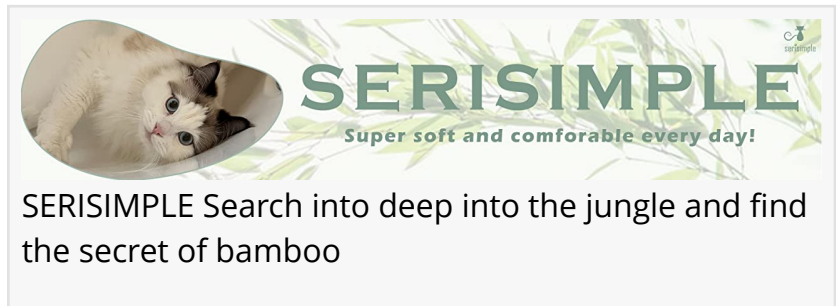 serisimple
SERISIMPLE
Super soft and comforable every day!
SERISIMPLE Search into deep into the jungle and find
the secret of bamboo